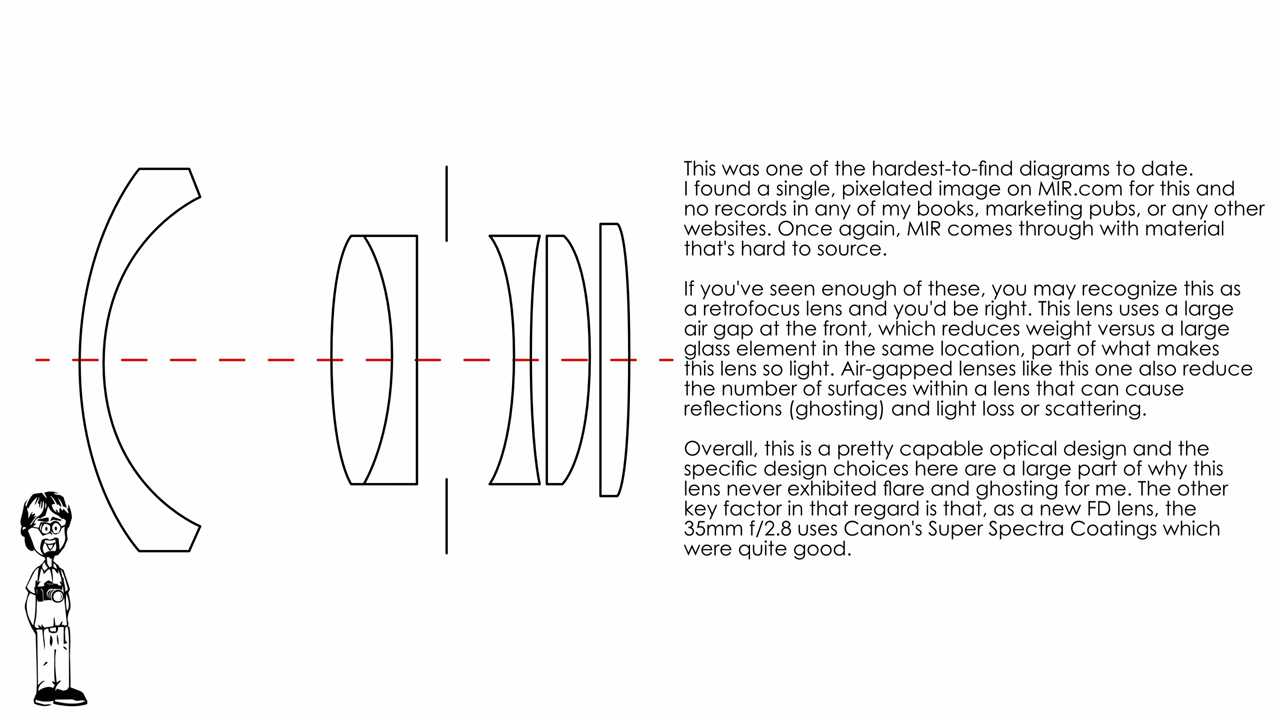 This was one of the hardest-to-find diagrams to date.
I found a single, pixelated image on MIR.com for this and
no records in any of my books, marketing pubs, or any other
websites. Once again, MIR comes through with material
that's hard to source.
If you've seen enough of these, you may recognize this as
a retrofocus lens and you'd be right. This lens uses a large
air gap at the front, which reduces weight versus a large
glass element in the same location, part of what makes
this lens so light. Air-gapped lenses like this one also reduce
the number of surfaces within a lens that can cause
reflections (ghosting) and light loss or scattering.
Overall, this is a pretty capable optical design and the
specific design choices here are a large part of why this
lens never exhibited flare and ghosting for me. The other
key factor in that regard is that, as a new FD lens, the
35mm f/2.8 uses Canon's Super Spectra Coatings which
were quite good.